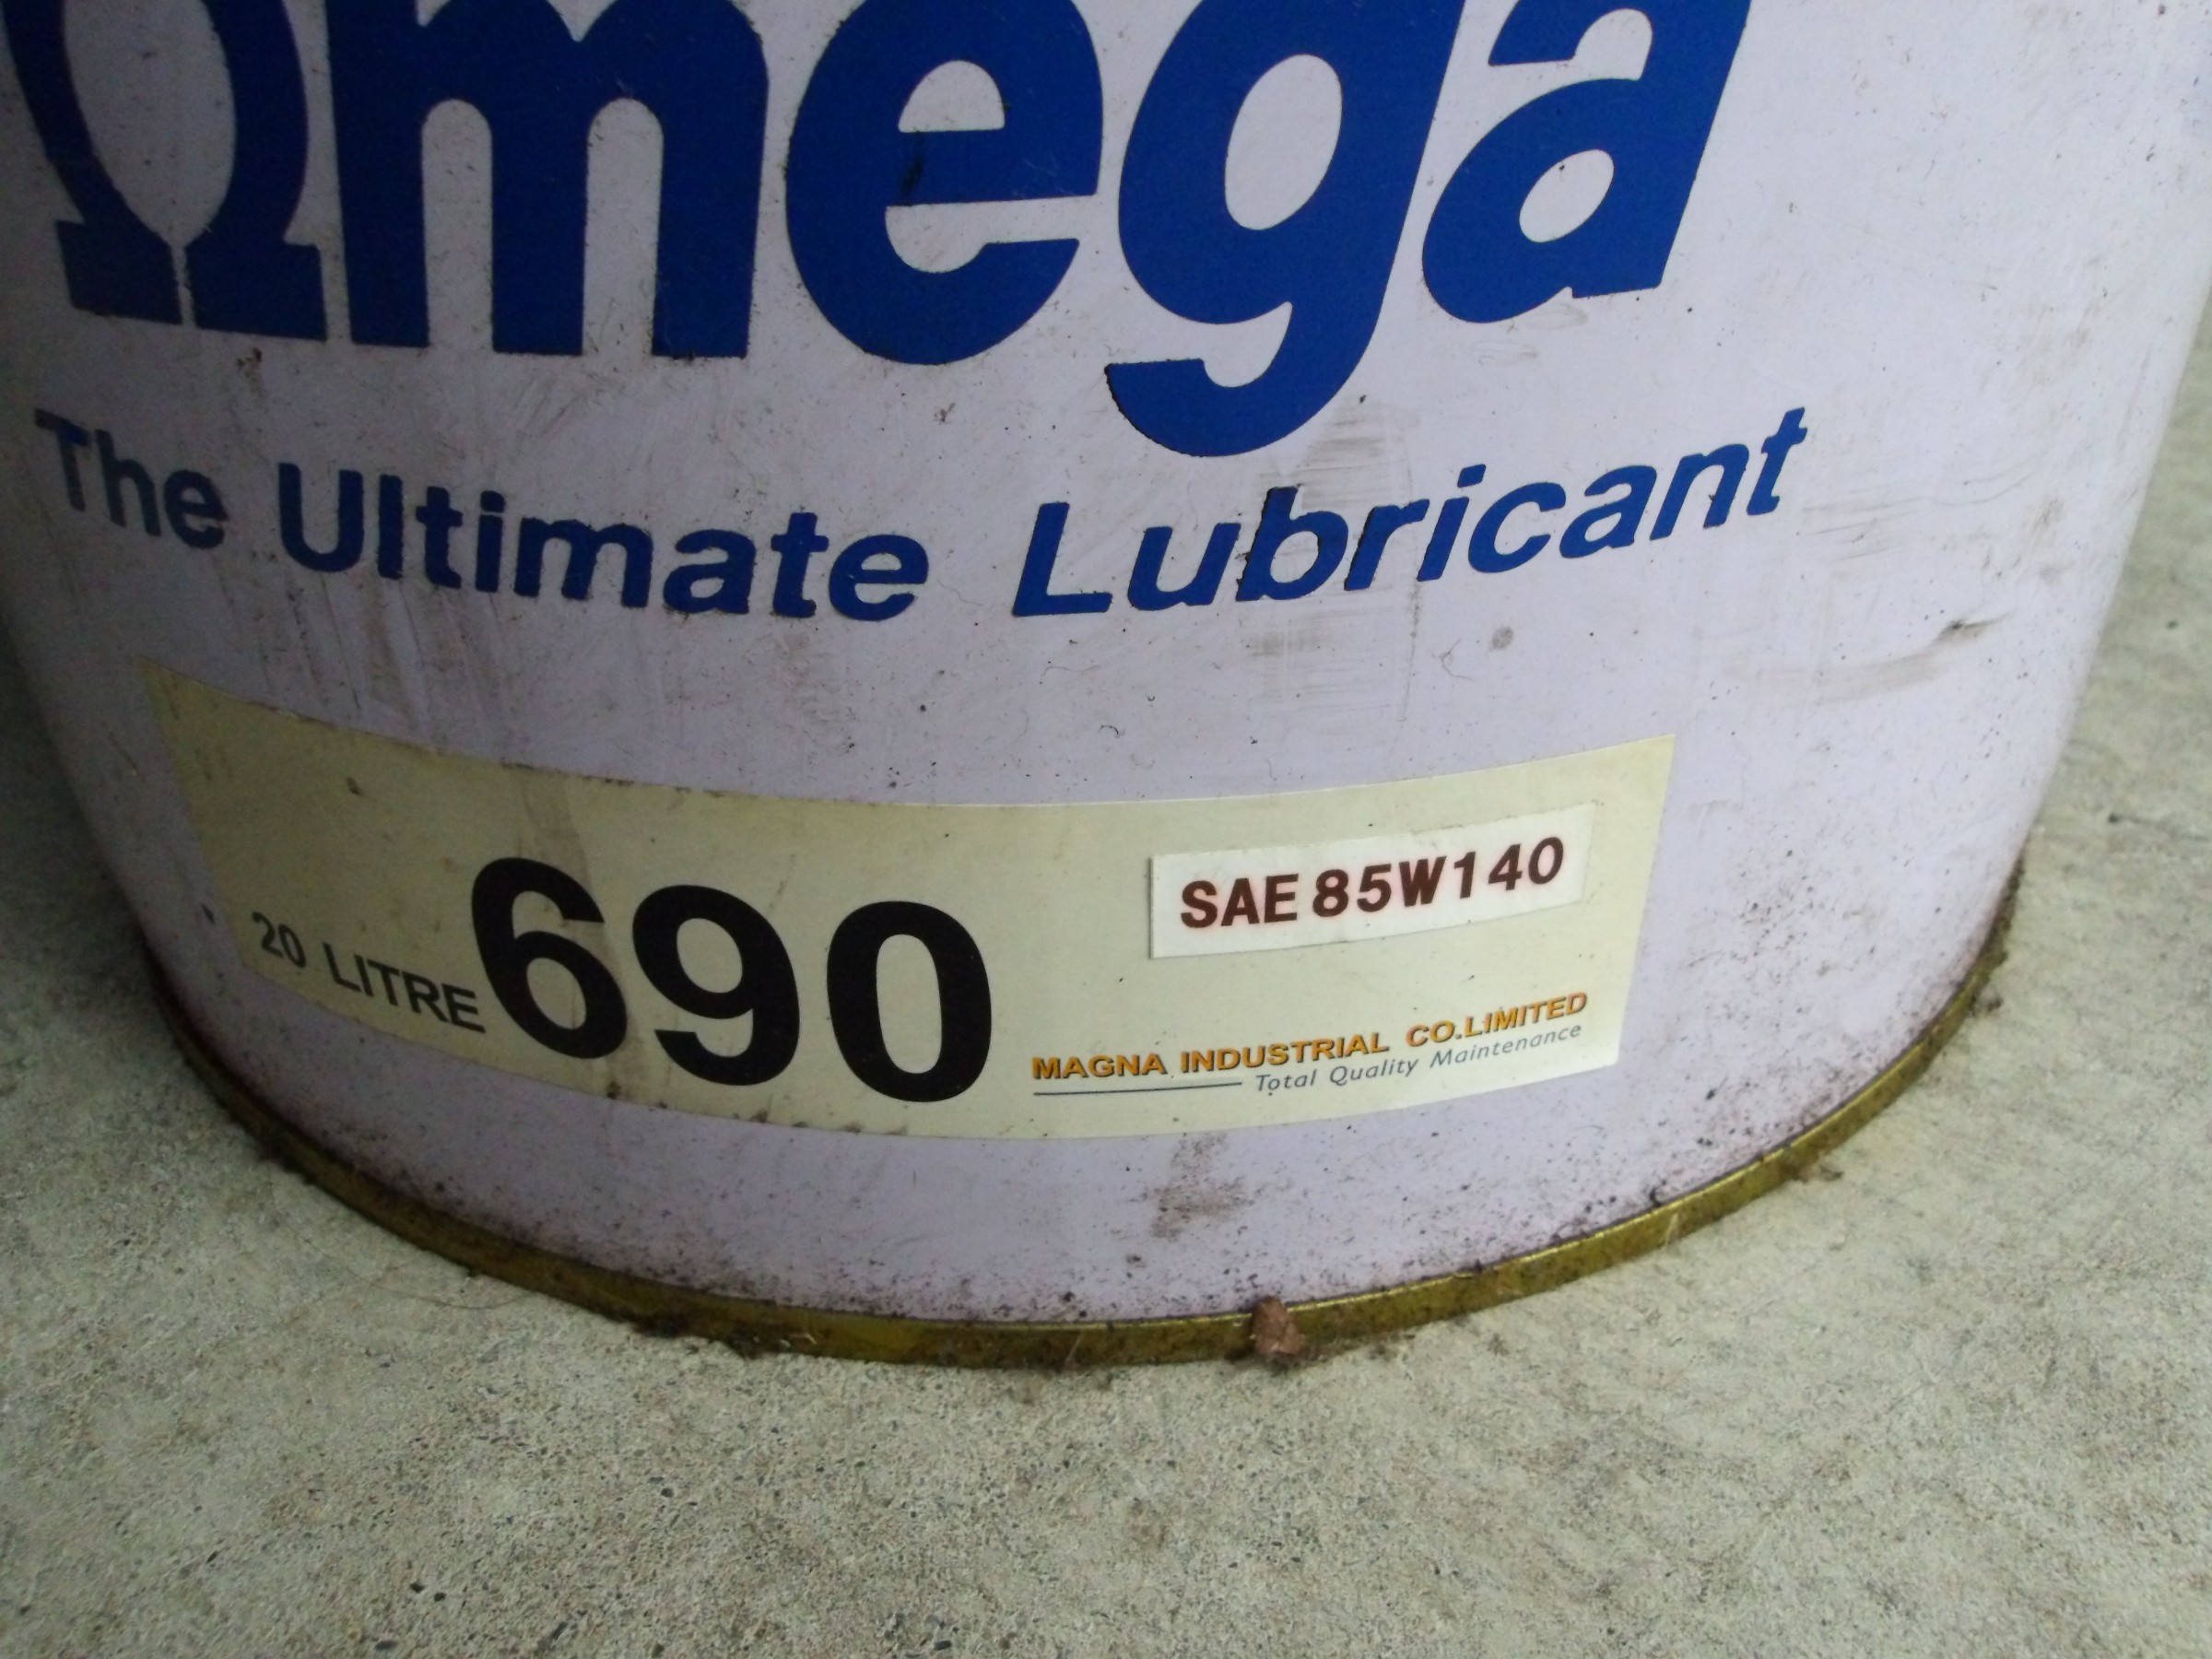 Ωmega
The Ultimate Lubricant
20 LITRE 690
SAE 85W140
MAGNA INDUSTRIAL CO.LIMITED
Total Quality Maintenance